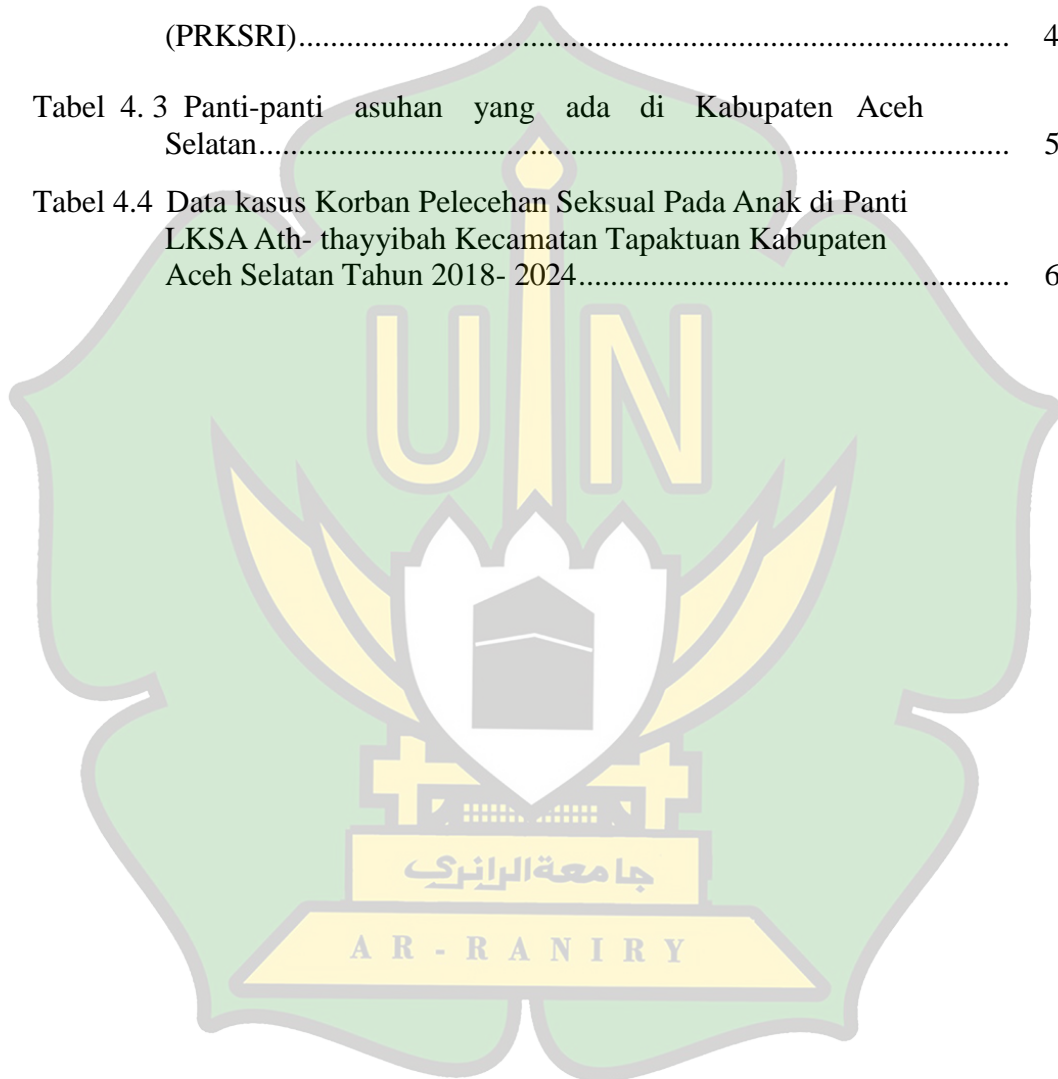 (PRKSRI)........................................................................................ 4
Tabel 4. 3 Panti-panti asuhan yang ada di Kabupaten Aceh
Selatan............................................................................................. 5
Tabel 4.4 Data kasus Korban Pelecehan Seksual Pada Anak di Panti
LKSA Ath- thayyibah Kecamatan Tapaktuan Kabupaten
Aceh Selatan Tahun 2018- 2024..................................................... 6
UIN
جامعةالرانري
AR-RANIRY